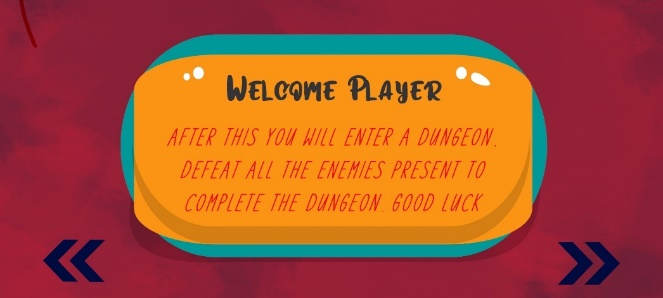 Welcome Player
AFTER THIS YOU WILL ENTER A DUNGEON.
DEFEAT ALL THE ENEMIES PRESENT TO
COMPLETE THE DUNGEON. GOOD LUCK